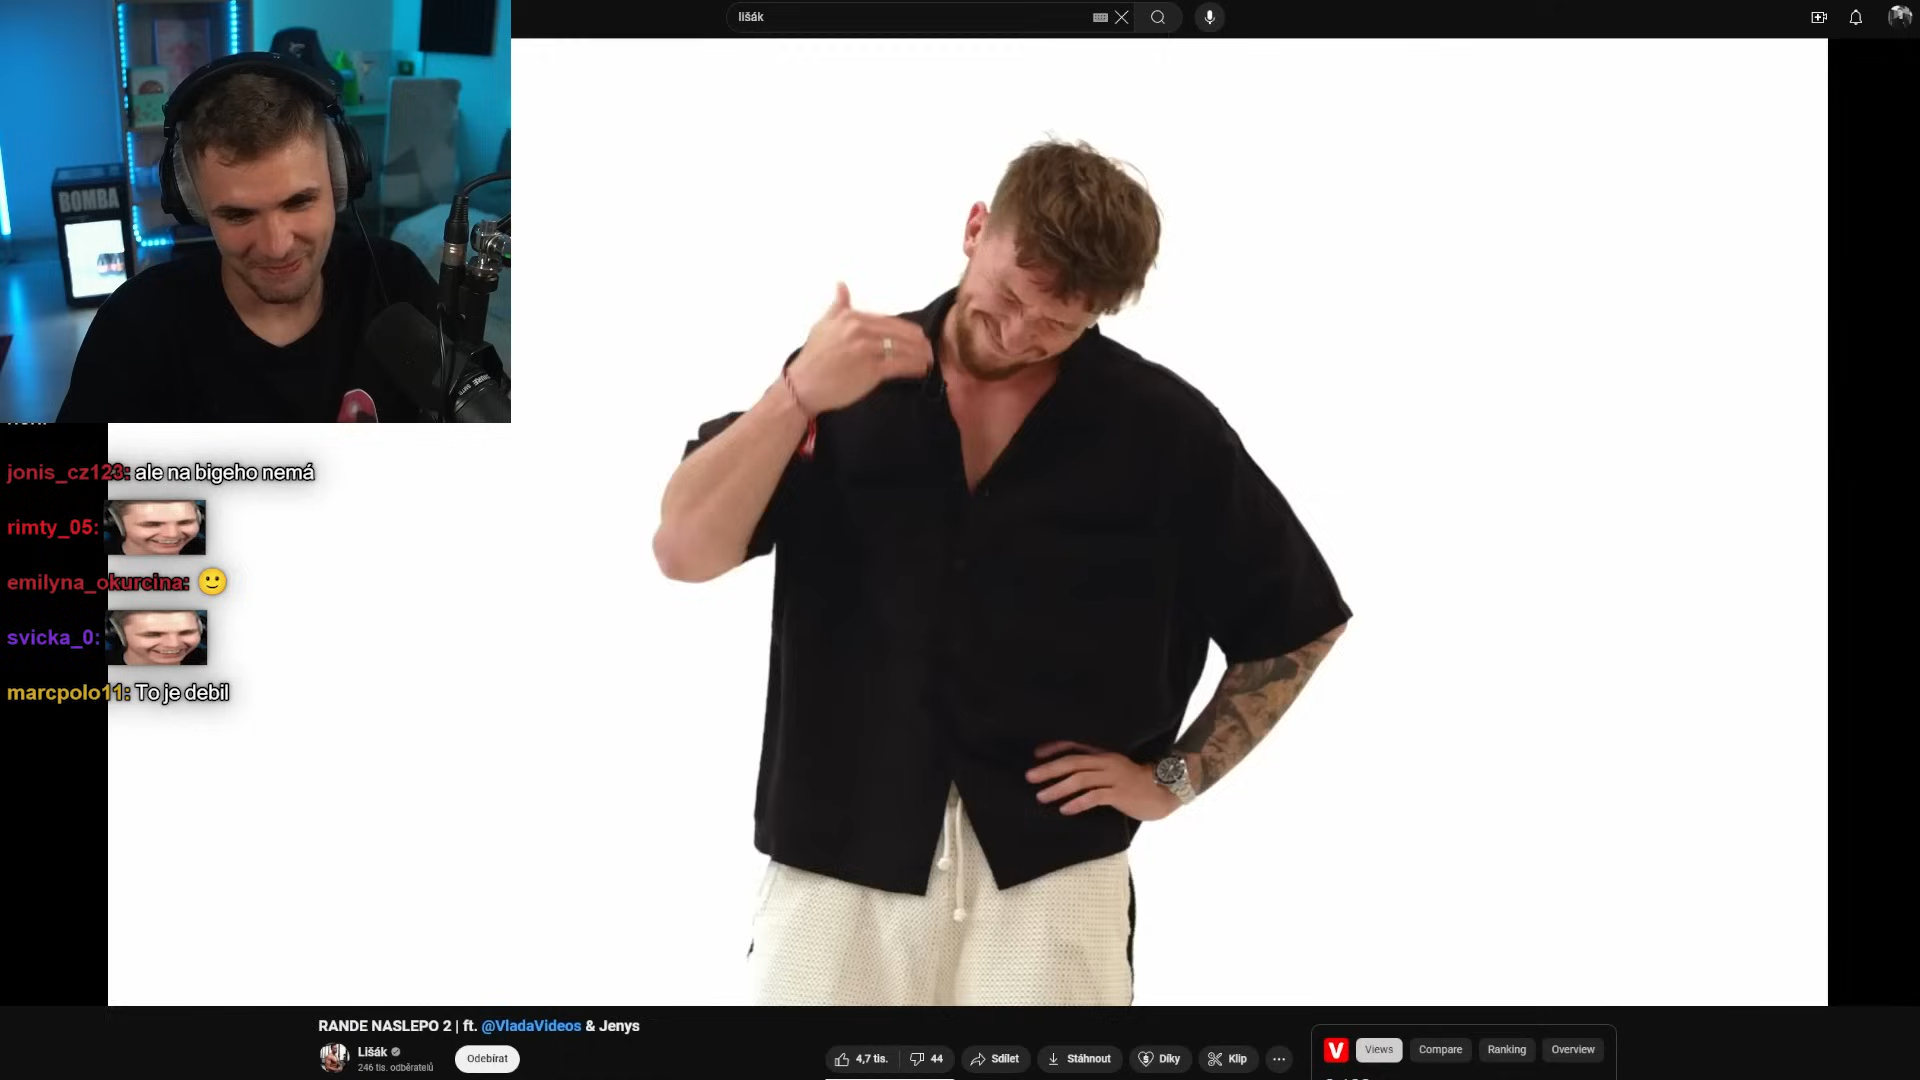 lišák
BOMBA
jonis_cz123: ale na bigeho nemá
rimty_05:
emilyna_okurcina: 🙂
svicka_0:
marcpolo11: To je debil
RANDE NASLEPO 2 | ft. @VladaVideos & Jenys
Lišák
246 tis. odběratelů
Odebírat
4,7 tis.
44
Sdílet
Stáhnout
Díky
Klip
V
Views
Compare
Ranking
Overview